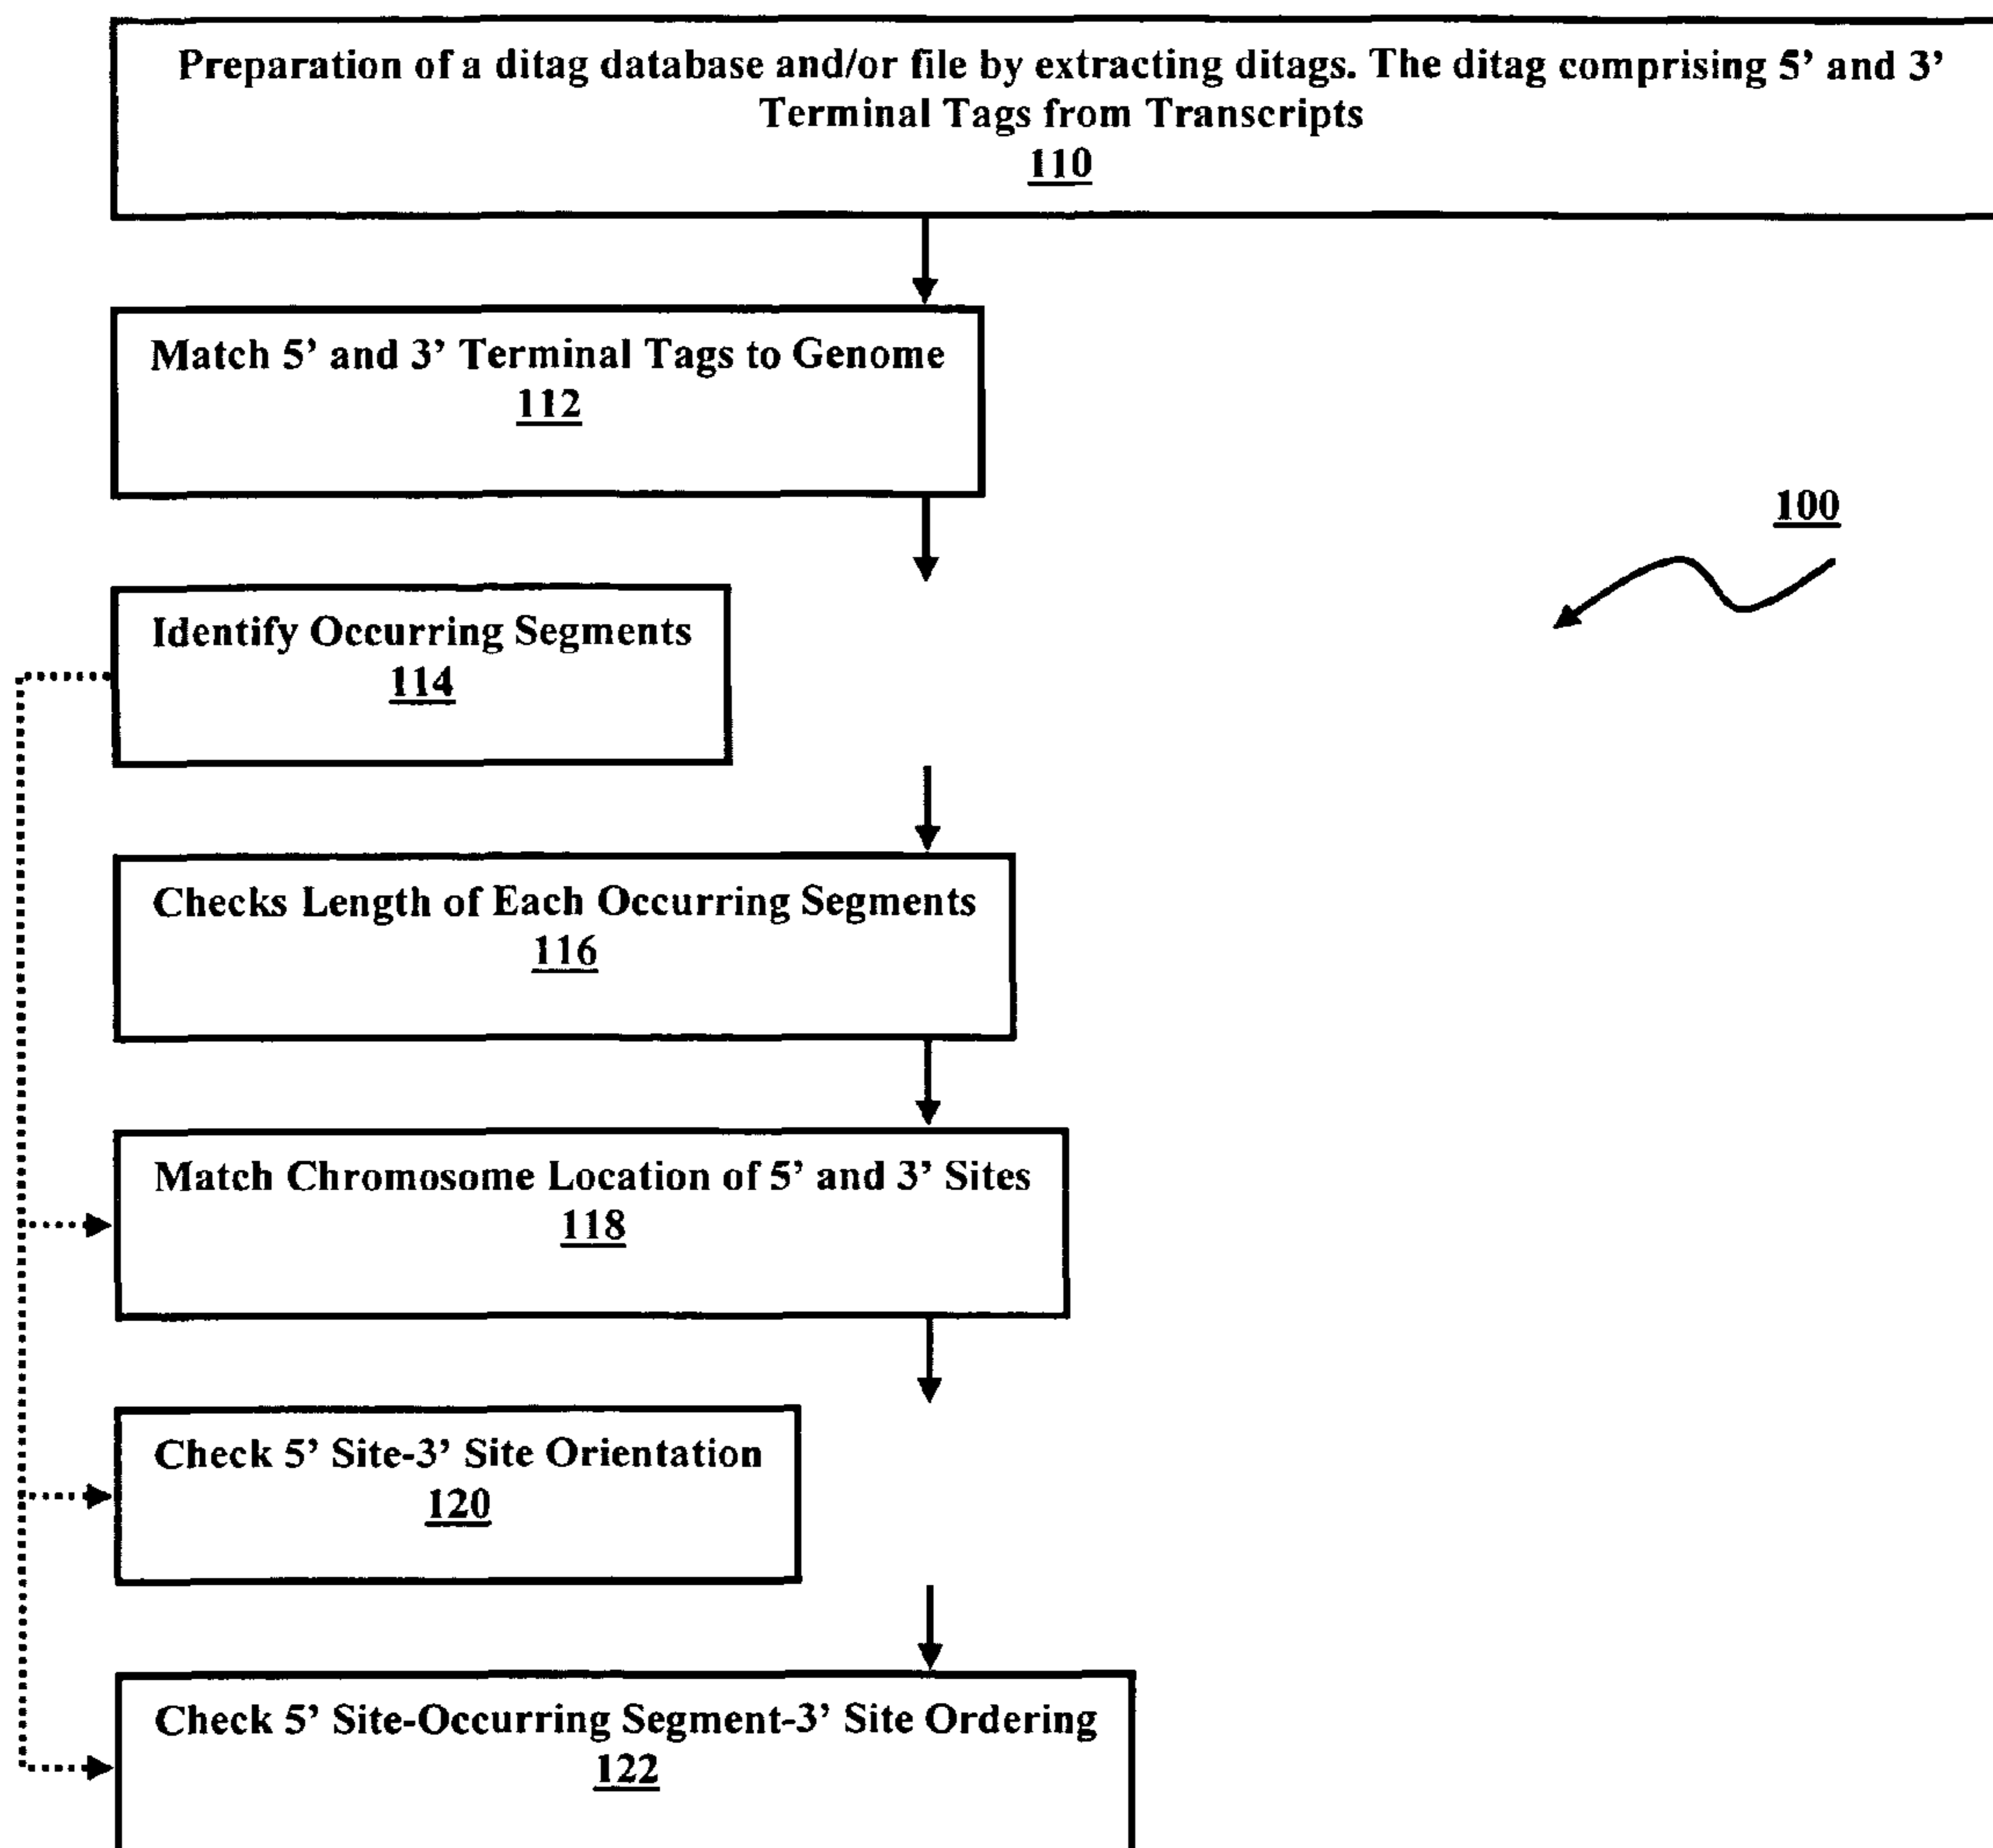 Preparation of a ditag database and/or file by extracting ditags. The ditag comprising 5’ and 3’
Terminal Tags from Transcripts
110
Match 5’ and 3’ Terminal Tags to Genome
112
100
Identify Occurring Segments
114
Checks Length of Each Occurring Segments
116
Match Chromosome Location of 5’ and 3’ Sites
118
Check 5’ Site-3’ Site Orientation
120
Check 5’ Site-Occurring Segment-3’ Site Ordering
122